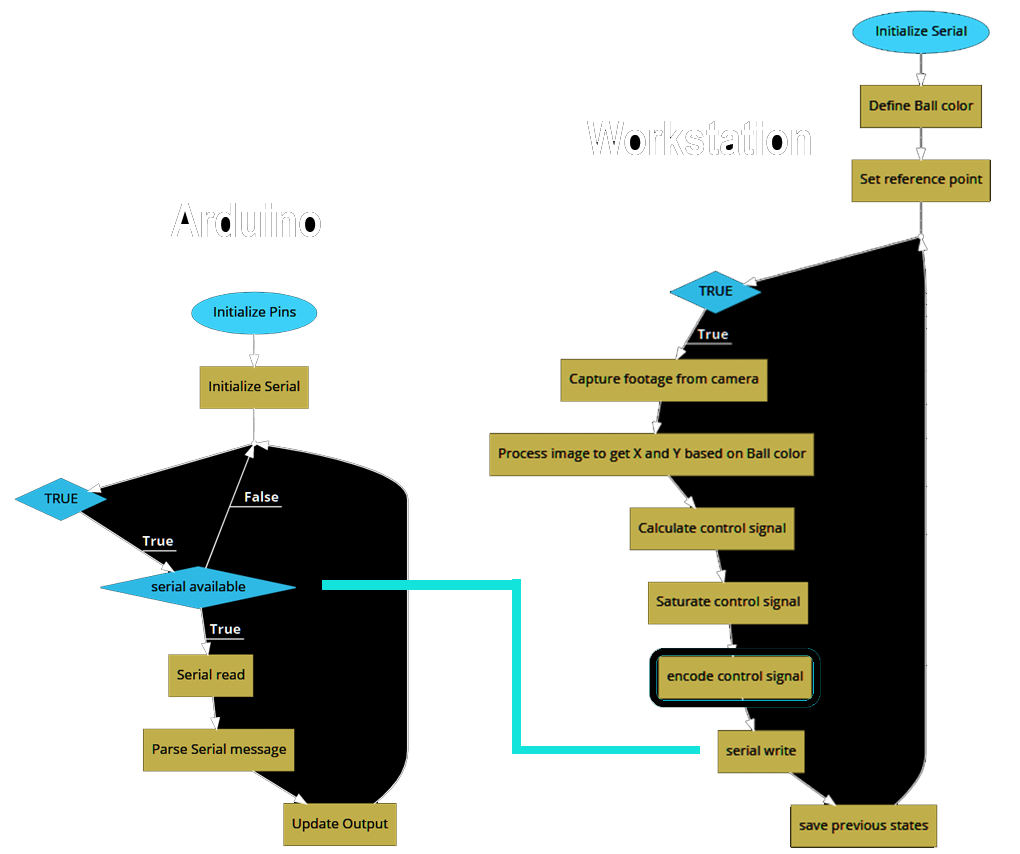 Arduino
Initialize Pins
Initialize Serial
TRUE
False
True
serial available
True
Serial read
Parse Serial message
Update Output
Workstation
Initialize Serial
Define Ball color
Set reference point
TRUE
True
Capture footage from camera
Process image to get X and Y based on Ball color
Calculate control signal
Saturate control signal
encode control signal
serial write
save previous states